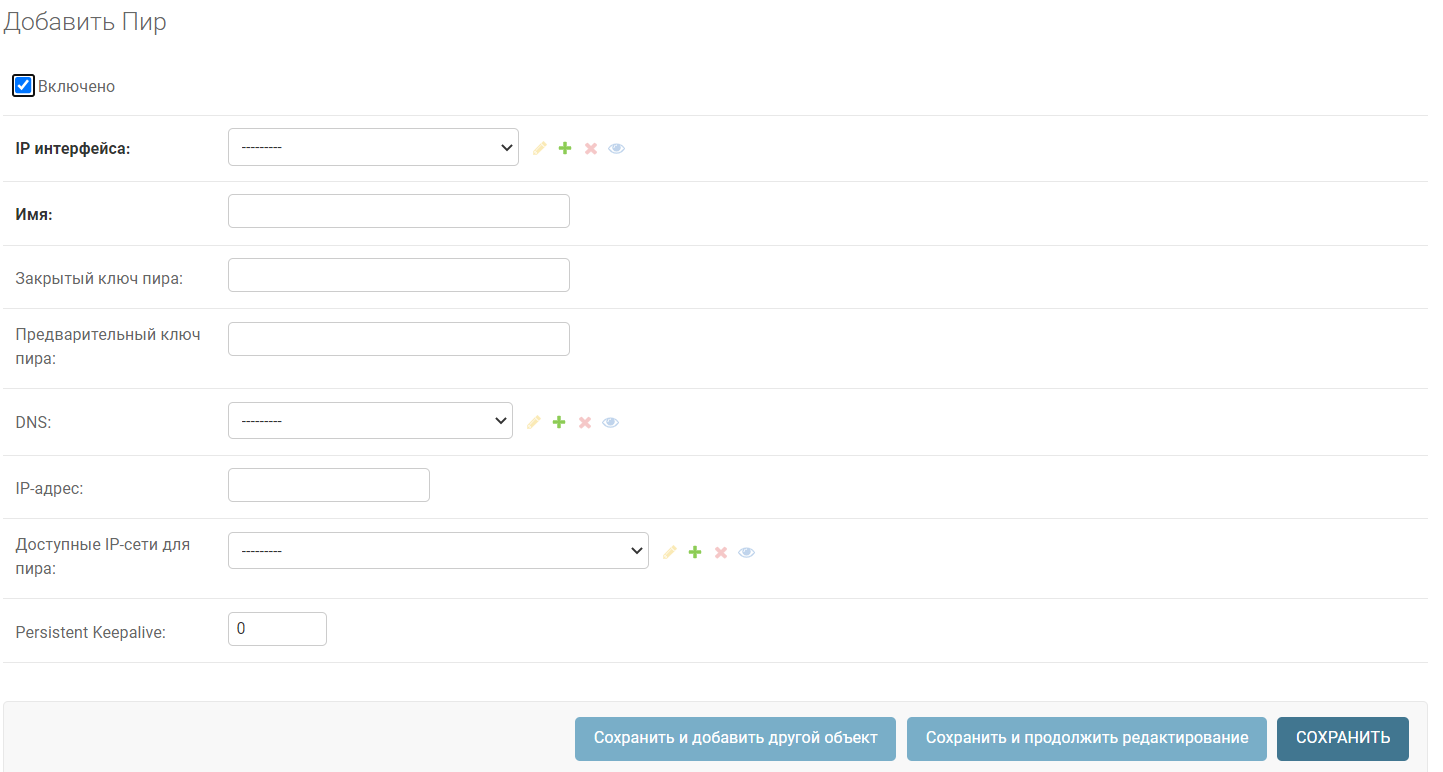 Добавить Пир
Включено
IP интерфейса:
---------
Имя:
Закрытый ключ пира:
Предварительный ключ
пира:
DNS:
---------
IP-адрес:
Доступные IP-сети для
пира:
---------
Persistent Keepalive:
0
Сохранить и добавить другой объект
Сохранить и продолжить редактирование
СОХРАНИТЬ